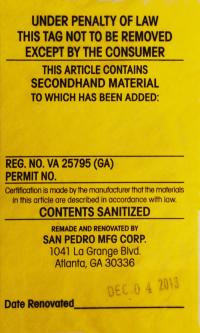 UNDER PENALTY OF LAW
THIS TAG NOT TO BE REMOVED
EXCEPT BY THE CONSUMER
THIS ARTICLE CONTAINS
SECONDHAND MATERIAL
TO WHICH HAS BEEN ADDED:
REG. NO. VA 25795 (GA)
PERMIT NO.
Certification is made by the manufacturer that the materials
in this article are described in accordance with law.
CONTENTS SANITIZED
REMADE AND RENOVATED BY
SAN PEDRO MFG CORP.
1041 La Grange Blvd.
Atlanta, GA 30336
DEC 04 2013
Date Renovated